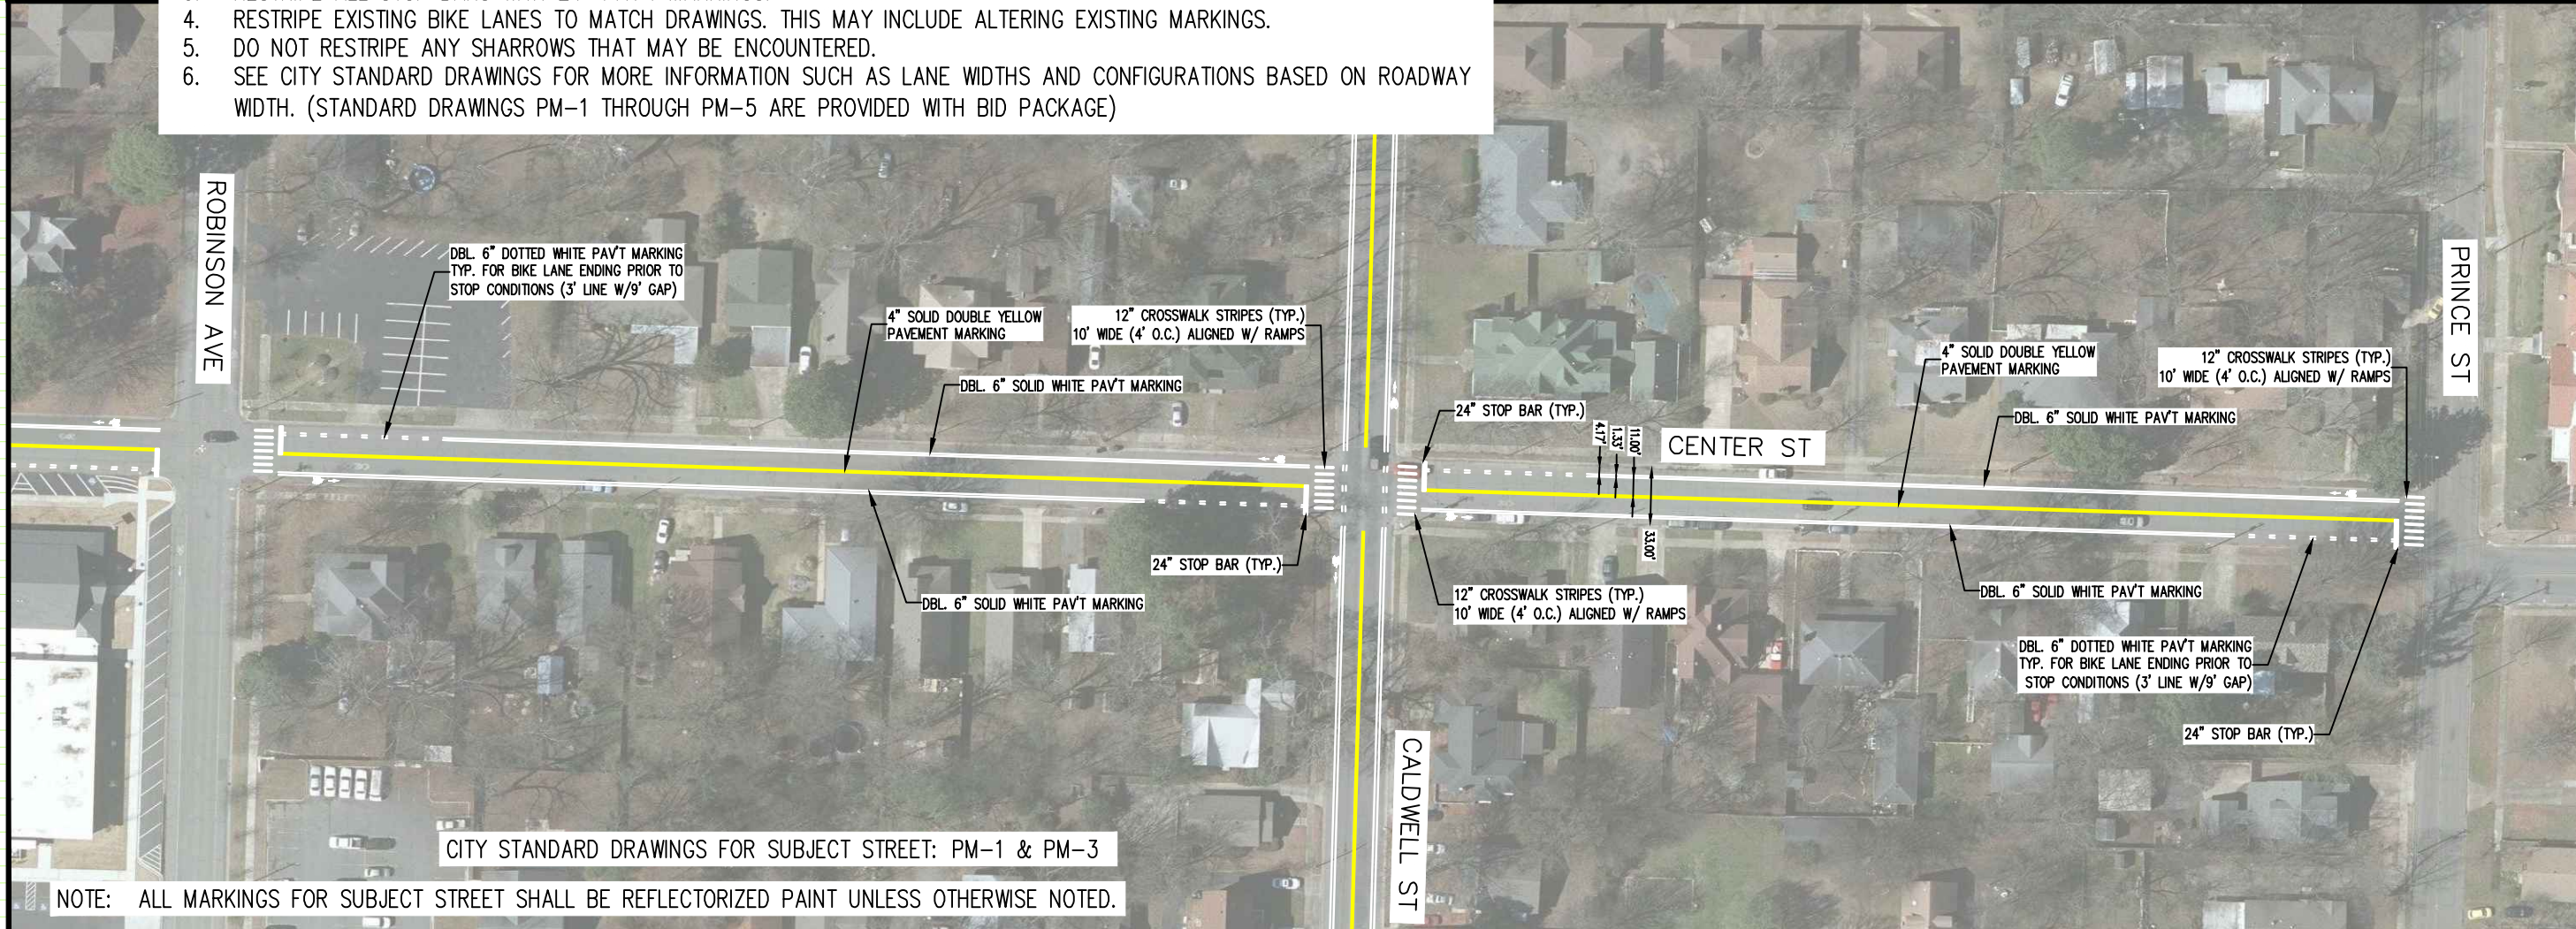 4. RESTRIPE EXISTING BIKE LANES TO MATCH DRAWINGS. THIS MAY INCLUDE ALTERING EXISTING MARKINGS.
5. DO NOT RESTRIPE ANY SHARROWS THAT MAY BE ENCOUNTERED.
6. SEE CITY STANDARD DRAWINGS FOR MORE INFORMATION SUCH AS LANE WIDTHS AND CONFIGURATIONS BASED ON ROADWAY
WIDTH. (STANDARD DRAWINGS PM-1 THROUGH PM-5 ARE PROVIDED WITH BID PACKAGE)
ROBINSON AVE
DBL. 6" DOTTED WHITE PAV'T MARKING
TYP. FOR BIKE LANE ENDING PRIOR TO
STOP CONDITIONS (3' LINE W/9' GAP)
4" SOLID DOUBLE YELLOW
PAVEMENT MARKING
12" CROSSWALK STRIPES (TYP.)
10' WIDE (4' O.C.) ALIGNED W/ RAMPS
DBL. 6" SOLID WHITE PAV'T MARKING
24" STOP BAR (TYP.)
DBL. 6" SOLID WHITE PAV'T MARKING
24" STOP BAR (TYP.)
4.17'
1.33'
11.00'
33.00'
CENTER ST
12" CROSSWALK STRIPES (TYP.)
10' WIDE (4' O.C.) ALIGNED W/ RAMPS
CALDWELL ST
4" SOLID DOUBLE YELLOW
PAVEMENT MARKING
12" CROSSWALK STRIPES (TYP.)
10' WIDE (4' O.C.) ALIGNED W/ RAMPS
DBL. 6" SOLID WHITE PAV'T MARKING
PRINCE ST
DBL. 6" SOLID WHITE PAV'T MARKING
DBL. 6" DOTTED WHITE PAV'T MARKING
TYP. FOR BIKE LANE ENDING PRIOR TO
STOP CONDITIONS (3' LINE W/9' GAP)
24" STOP BAR (TYP.)
CITY STANDARD DRAWINGS FOR SUBJECT STREET: PM-1 & PM-3
NOTE: ALL MARKINGS FOR SUBJECT STREET SHALL BE REFLECTORIZED PAINT UNLESS OTHERWISE NOTED.